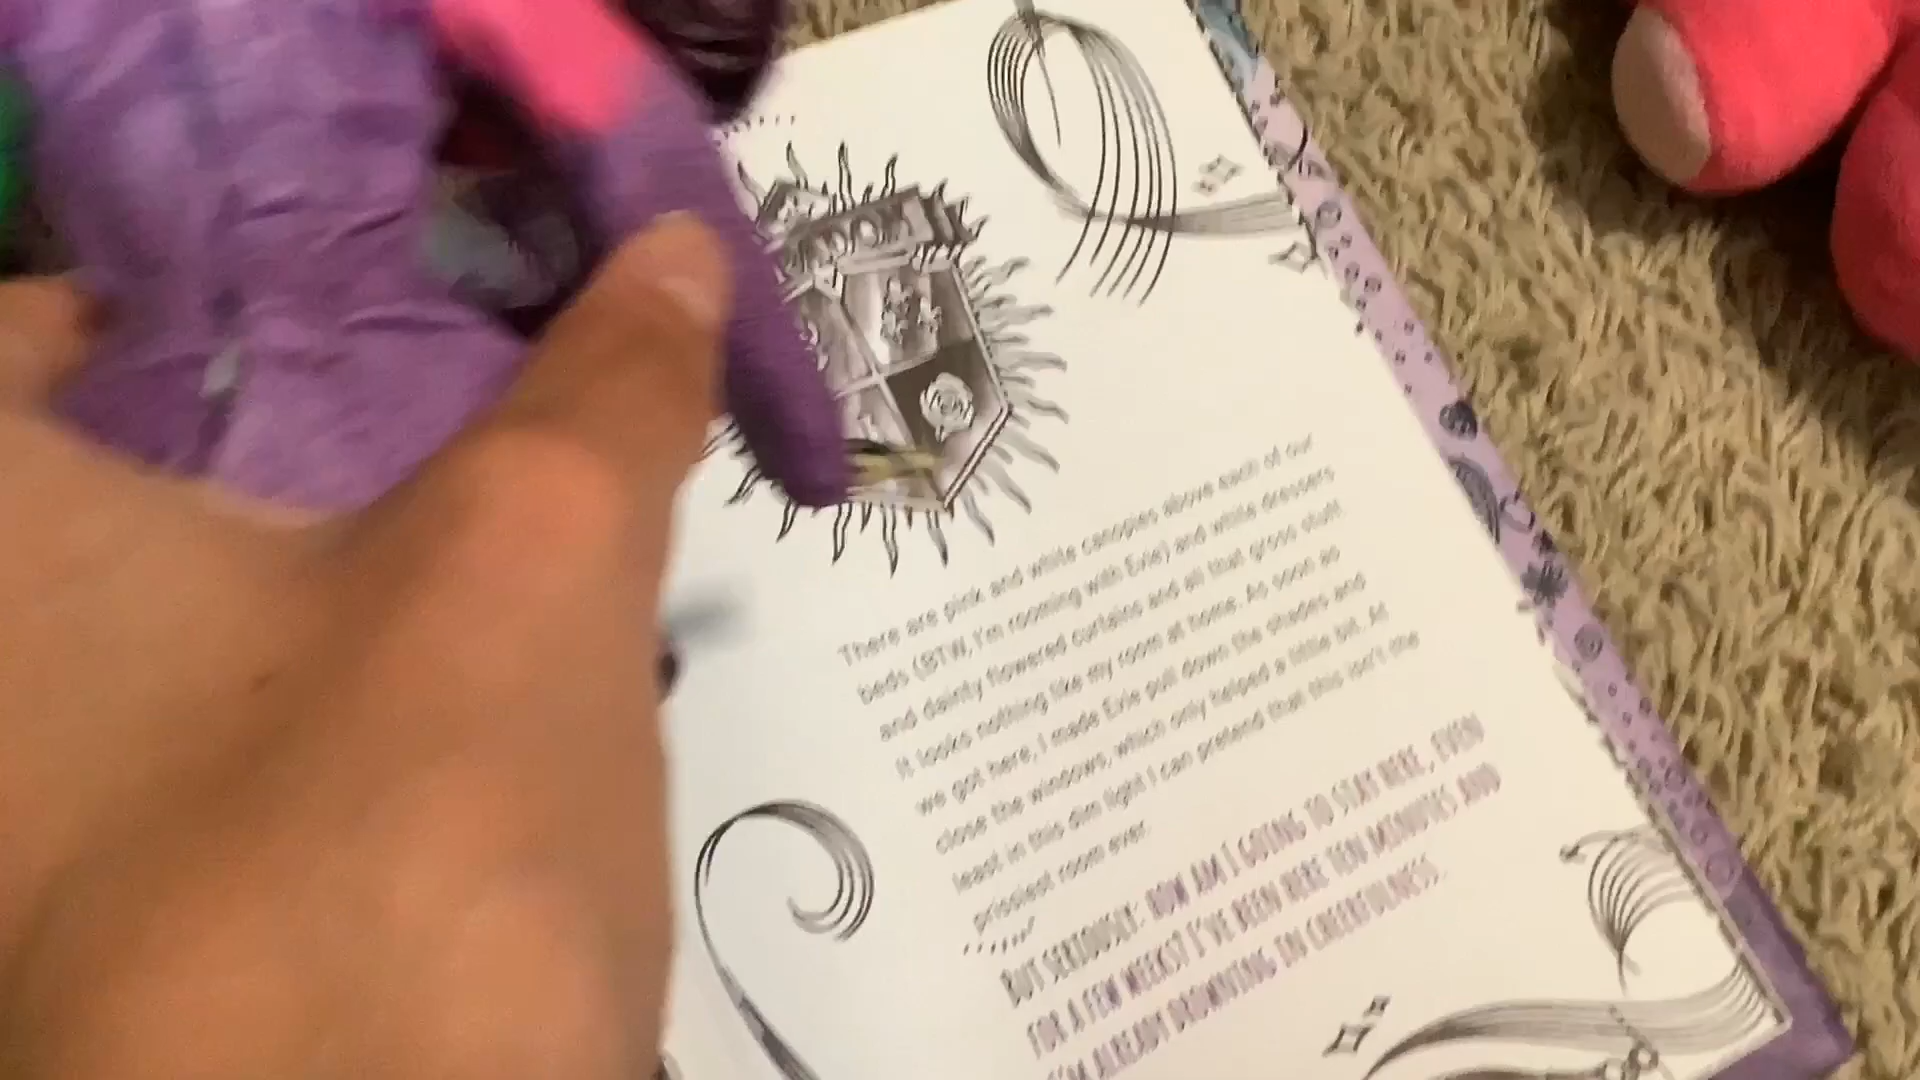 There are pink and white canopies above each of our
beds (BTW, I'm rooming with Evie) and white dressers
and dainty flowered curtains and all that gross stuff.
It looks nothing like my room at home. As soon as
we got here, I made Evie pull down the shades and
close the windows, which only helped a little bit. At
least in this dim light I can pretend that this isn't the
prissiest room ever.
BUT SERIOUSLY: HOW AM I GOING TO STAY HERE, EVEN
FOR A FEW WEEKS? I'VE BEEN HERE TEN MINUTES AND
I'M ALREADY DROWNING IN CHEERFULNESS.